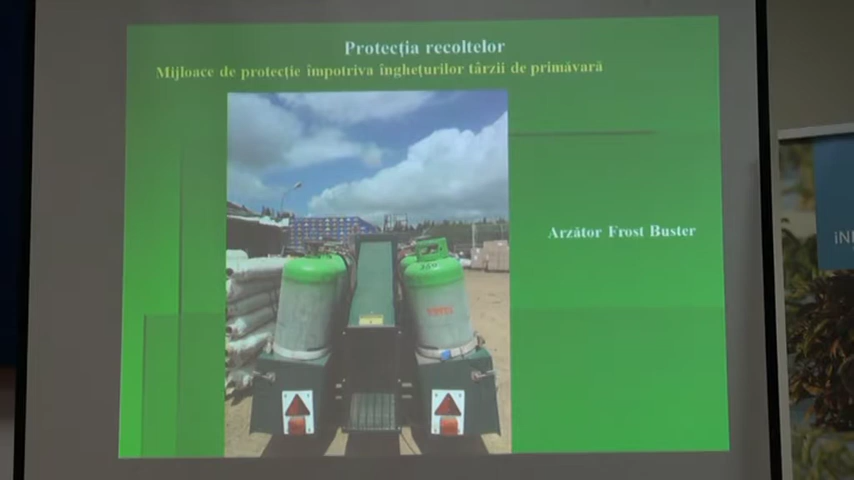 Protecția recoltelor
Mijloace de protecție împotriva înghețurilor târzii de primăvară
Arzător Frost Buster